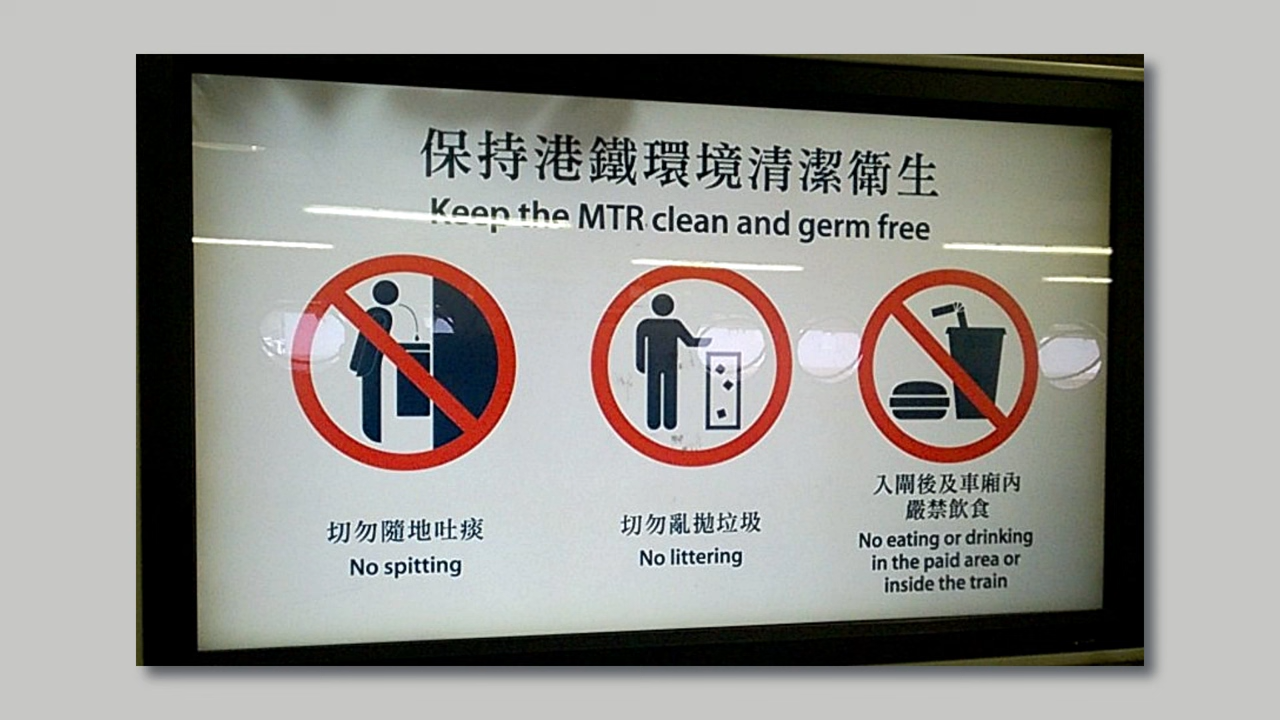 保持港鐵環境清潔衛生
Keep the MTR clean and germ free
切勿隨地吐痰
No spitting
切勿亂拋垃圾
No littering
入閘後及車廂內
嚴禁飲食
No eating or drinking
in the paid area or
inside the train